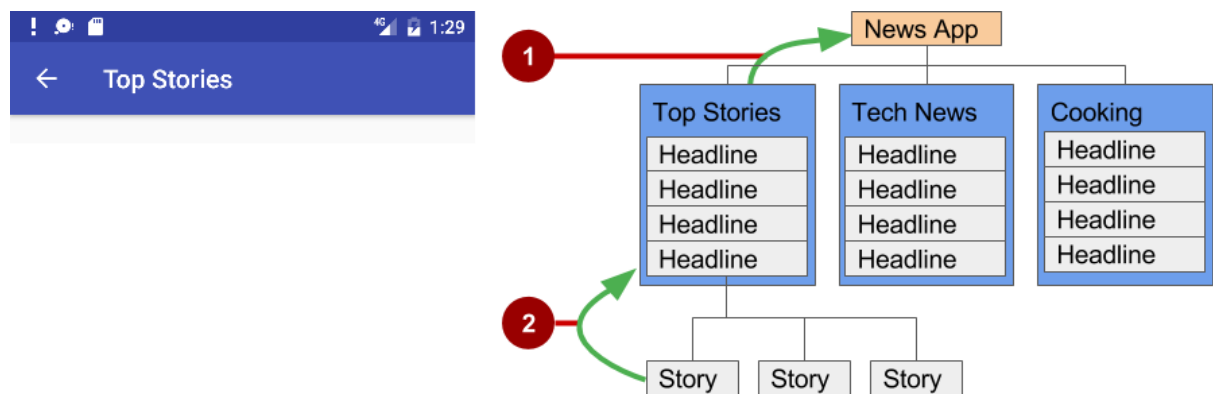 4G 1:29
Top Stories
News App
1
Top Stories
Headline
Headline
Headline
Headline
Tech News
Headline
Headline
Headline
Headline
Cooking
Headline
Headline
Headline
Headline
2
Story
Story
Story